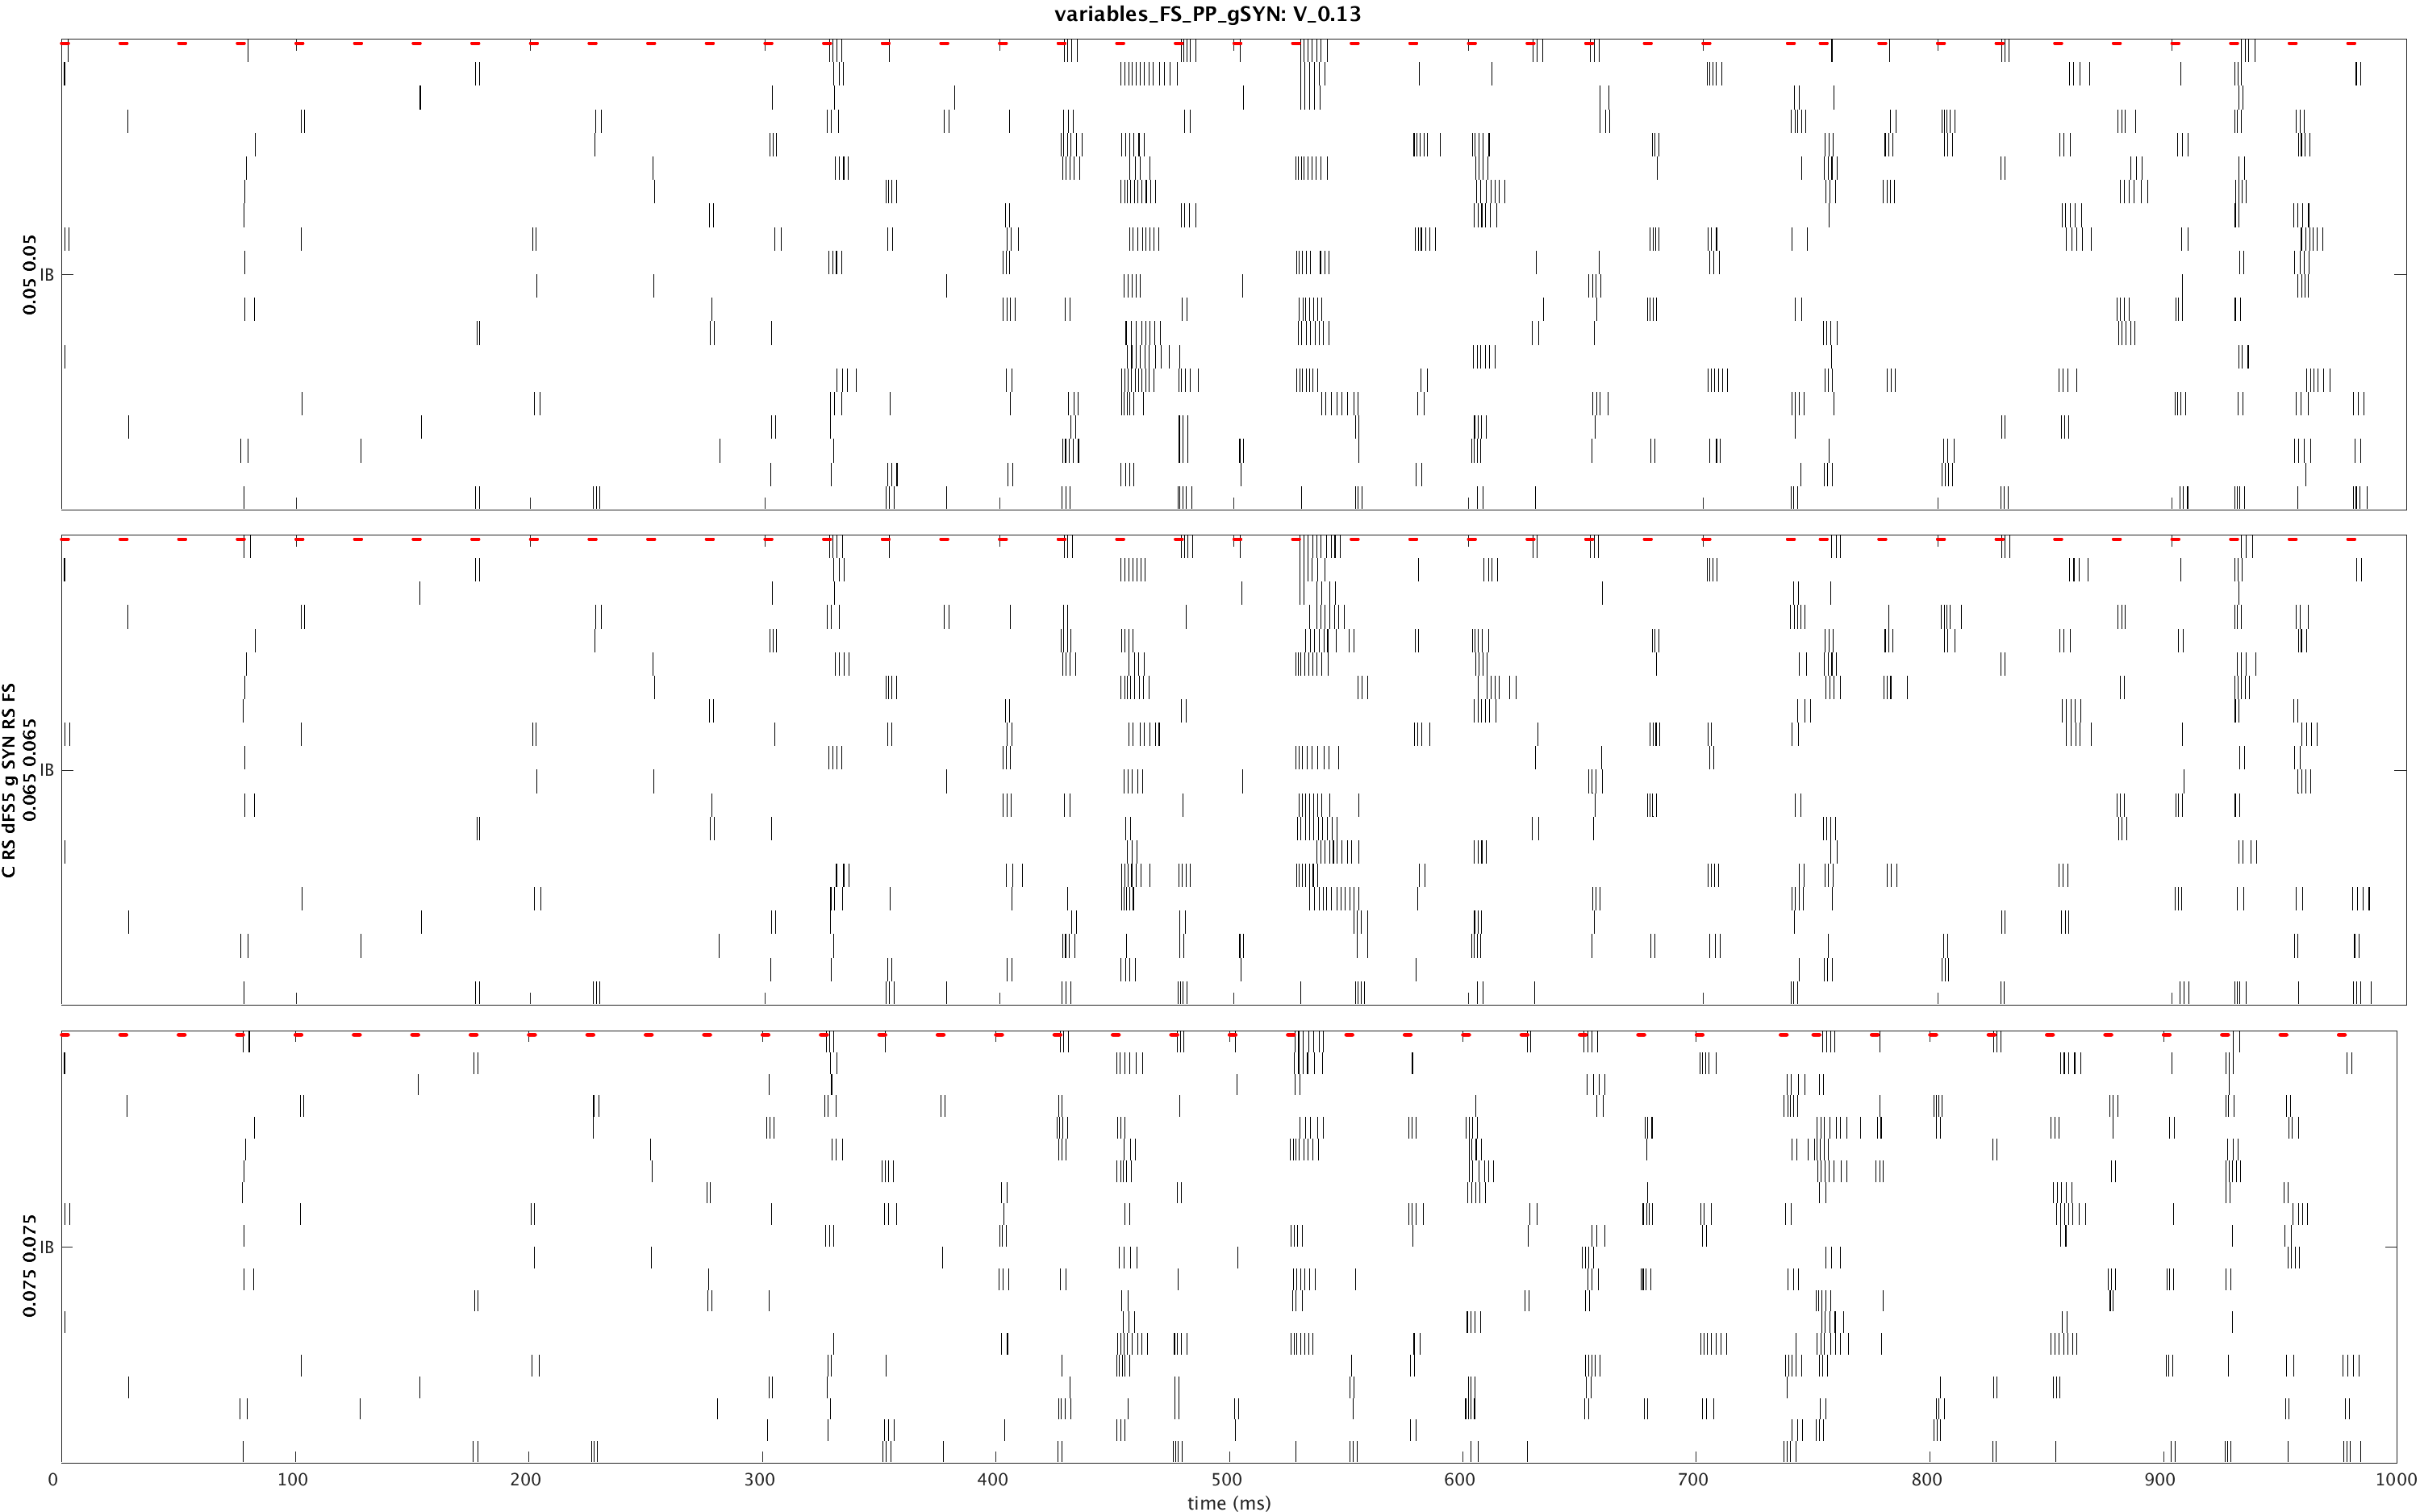 variables_FS_PP_gSYN: V_0.13
C RS dFS5 g SYN RS FS
0.05 0.05
IB
0.065 0.065
IB
0.075 0.075
IB
0 100 200 300 400 500 600 700 800 900 1000
time (ms)